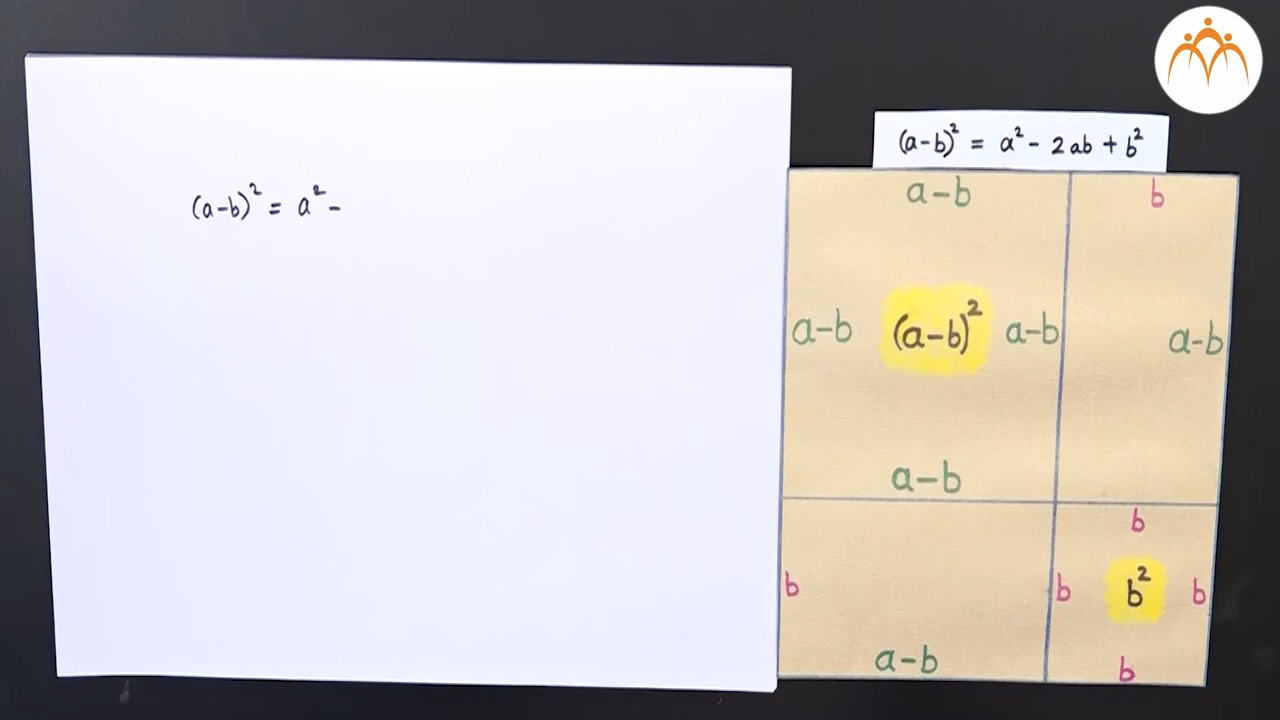 (a-b)² = a² -
(a-b)² = a² - 2ab + b²
a-b b
a-b (a-b)² a-b a-b
a-b
b
b b b² b
a-b b